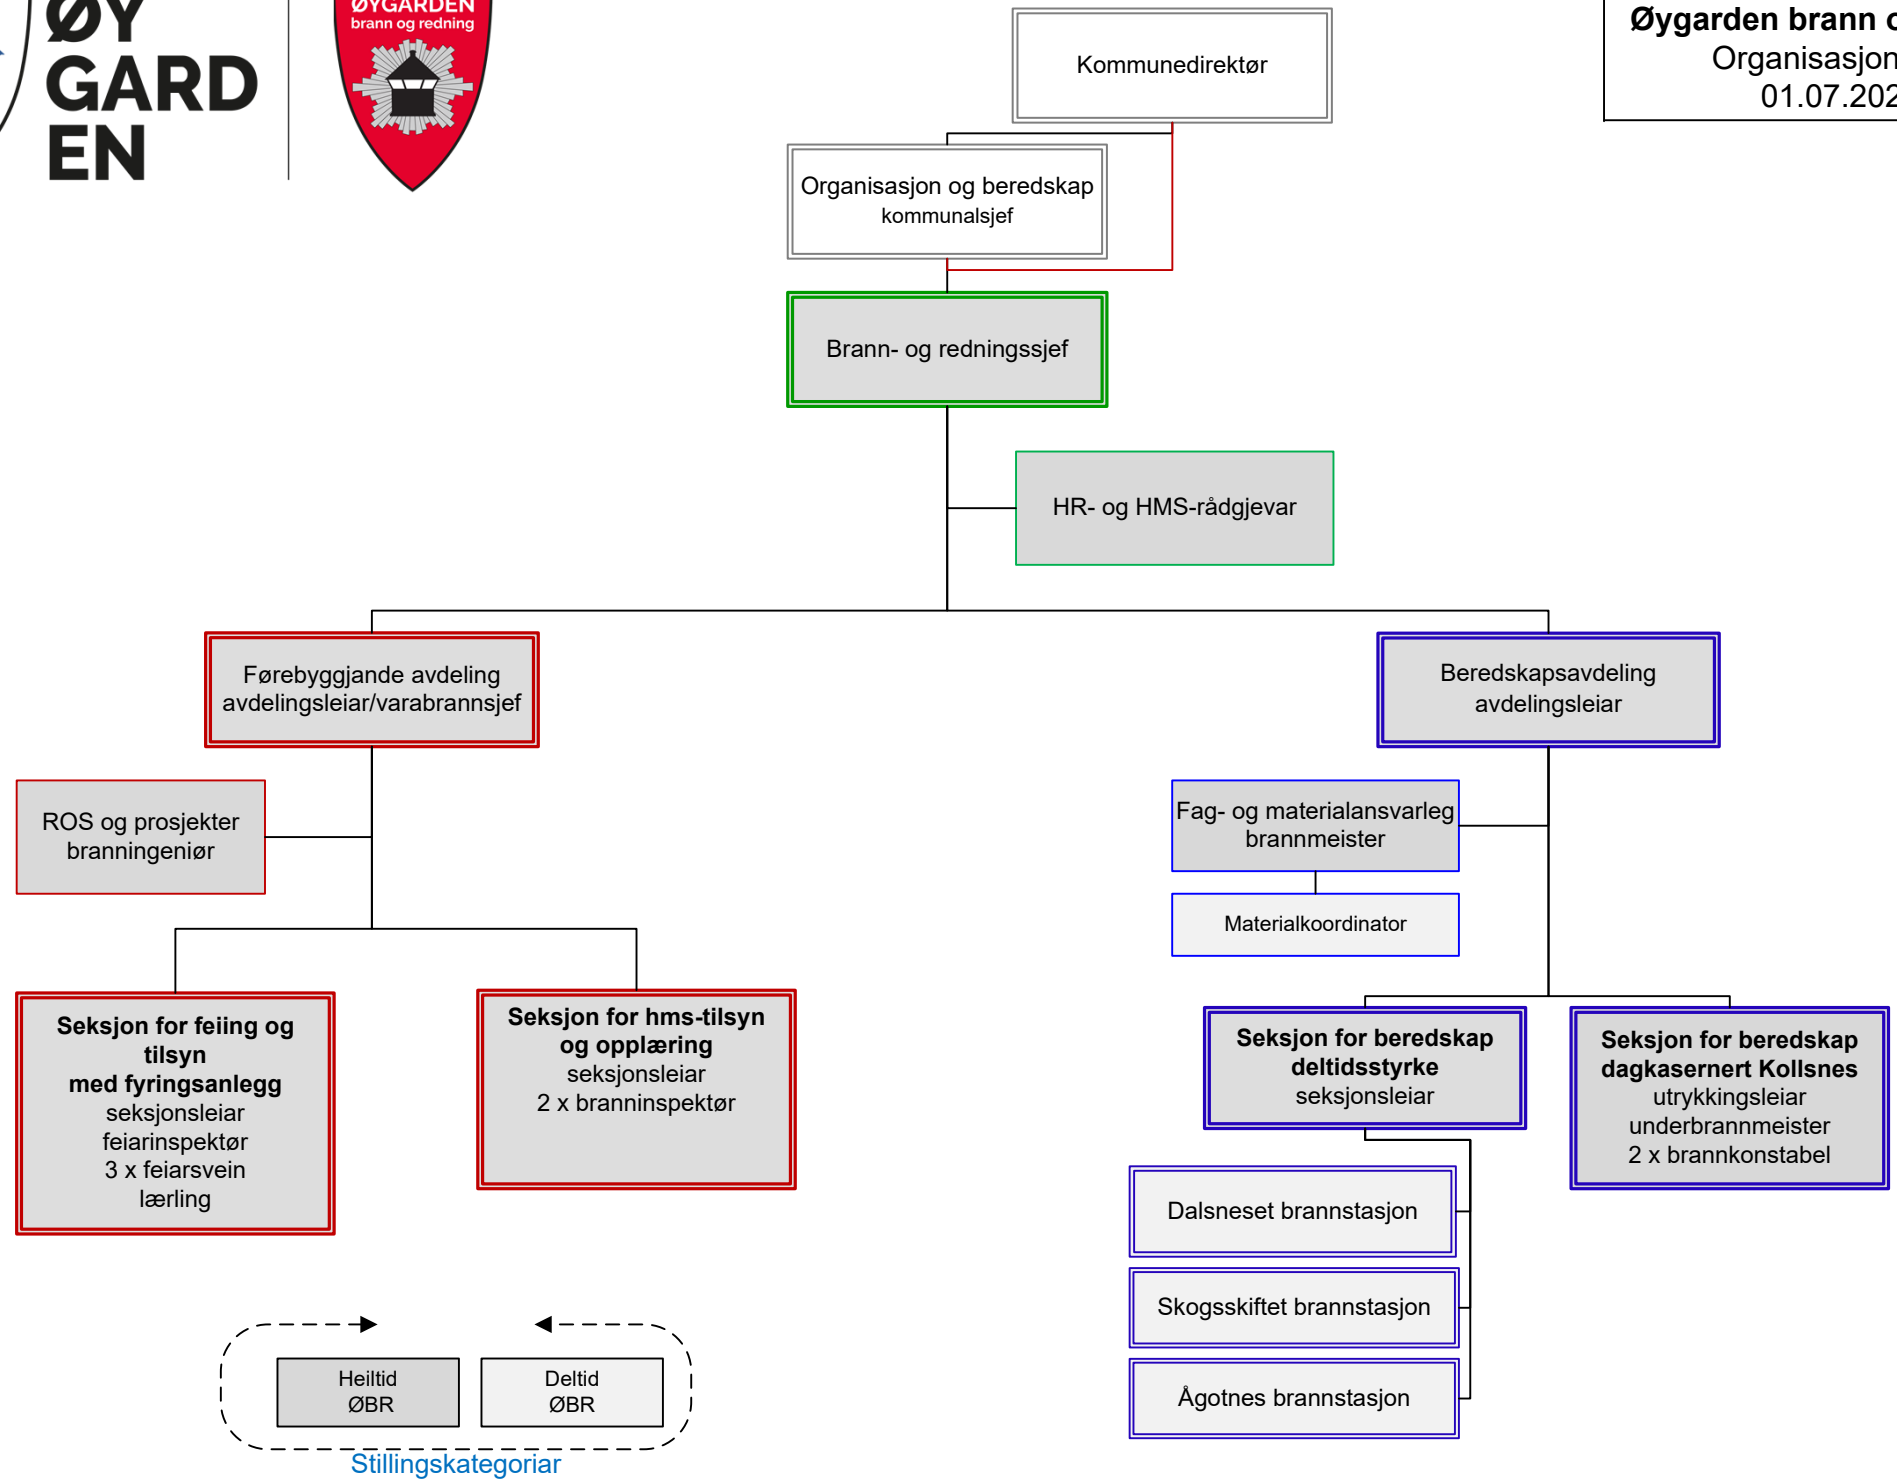 ØY
GARD
EN
ØYGARDEN
brann og redning
Øygarden brann
Organisasjon
01.07.202
Kommunedirektør
Organisasjon og beredskap
kommunalsjef
Brann- og redningssjef
HR- og HMS-rådgjevar
Førebyggjande avdeling
avdelingsleiar/varabrannsjef
Beredskapsavdeling
avdelingsleiar
ROS og prosjekter
branningeniør
Fag- og materialansvarleg
brannmeister
Materialkoordinator
Seksjon for feiing og
tilsyn
med fyringsanlegg
seksjonsleiar
feiarinspektør
3 x feiarsvein
lærling
Seksjon for hms-tilsyn
og opplæring
seksjonsleiar
2 x branninspektør
Seksjon for beredskap
deltidsstyrke
seksjonsleiar
Seksjon for beredskap
dagkasernert Kollsnes
utrykkingsleiar
underbrannmeister
2 x brannkonstabel
Dalsneset brannstasjon
Skogsskiftet brannstasjon
Ågotnes brannstasjon
Heiltid
ØBR
Deltid
ØBR
Stillingskategoriar